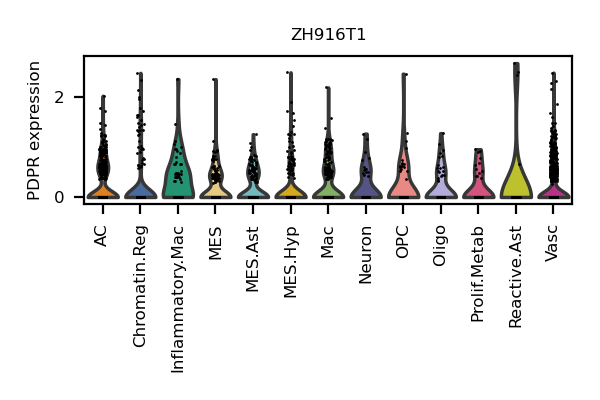 ZH916T1
PDPR expression
2
0
AC
Chromatin.Reg
Inflammatory.Mac
MES
MES.Ast
MES.Hyp
Mac
Neuron
OPC
Oligo
Prolif.Metab
Reactive.Ast
Vasc